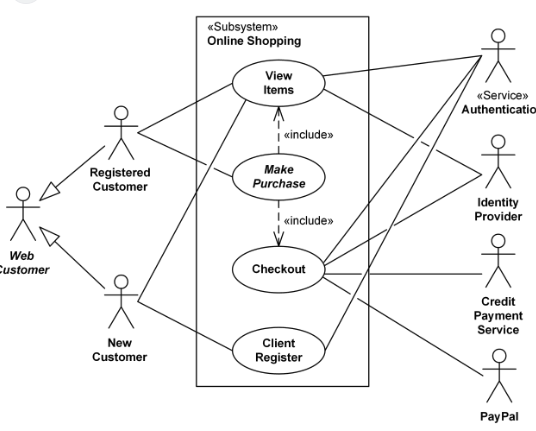 «Subsystem»
Online Shopping
View
Items
«Service»
Authenticatio
«include»
Registered
Customer
Make
Purchase
Identity
Provider
«include»
Web
Customer
Checkout
Credit
Payment
Service
New
Customer
Client
Register
PayPal